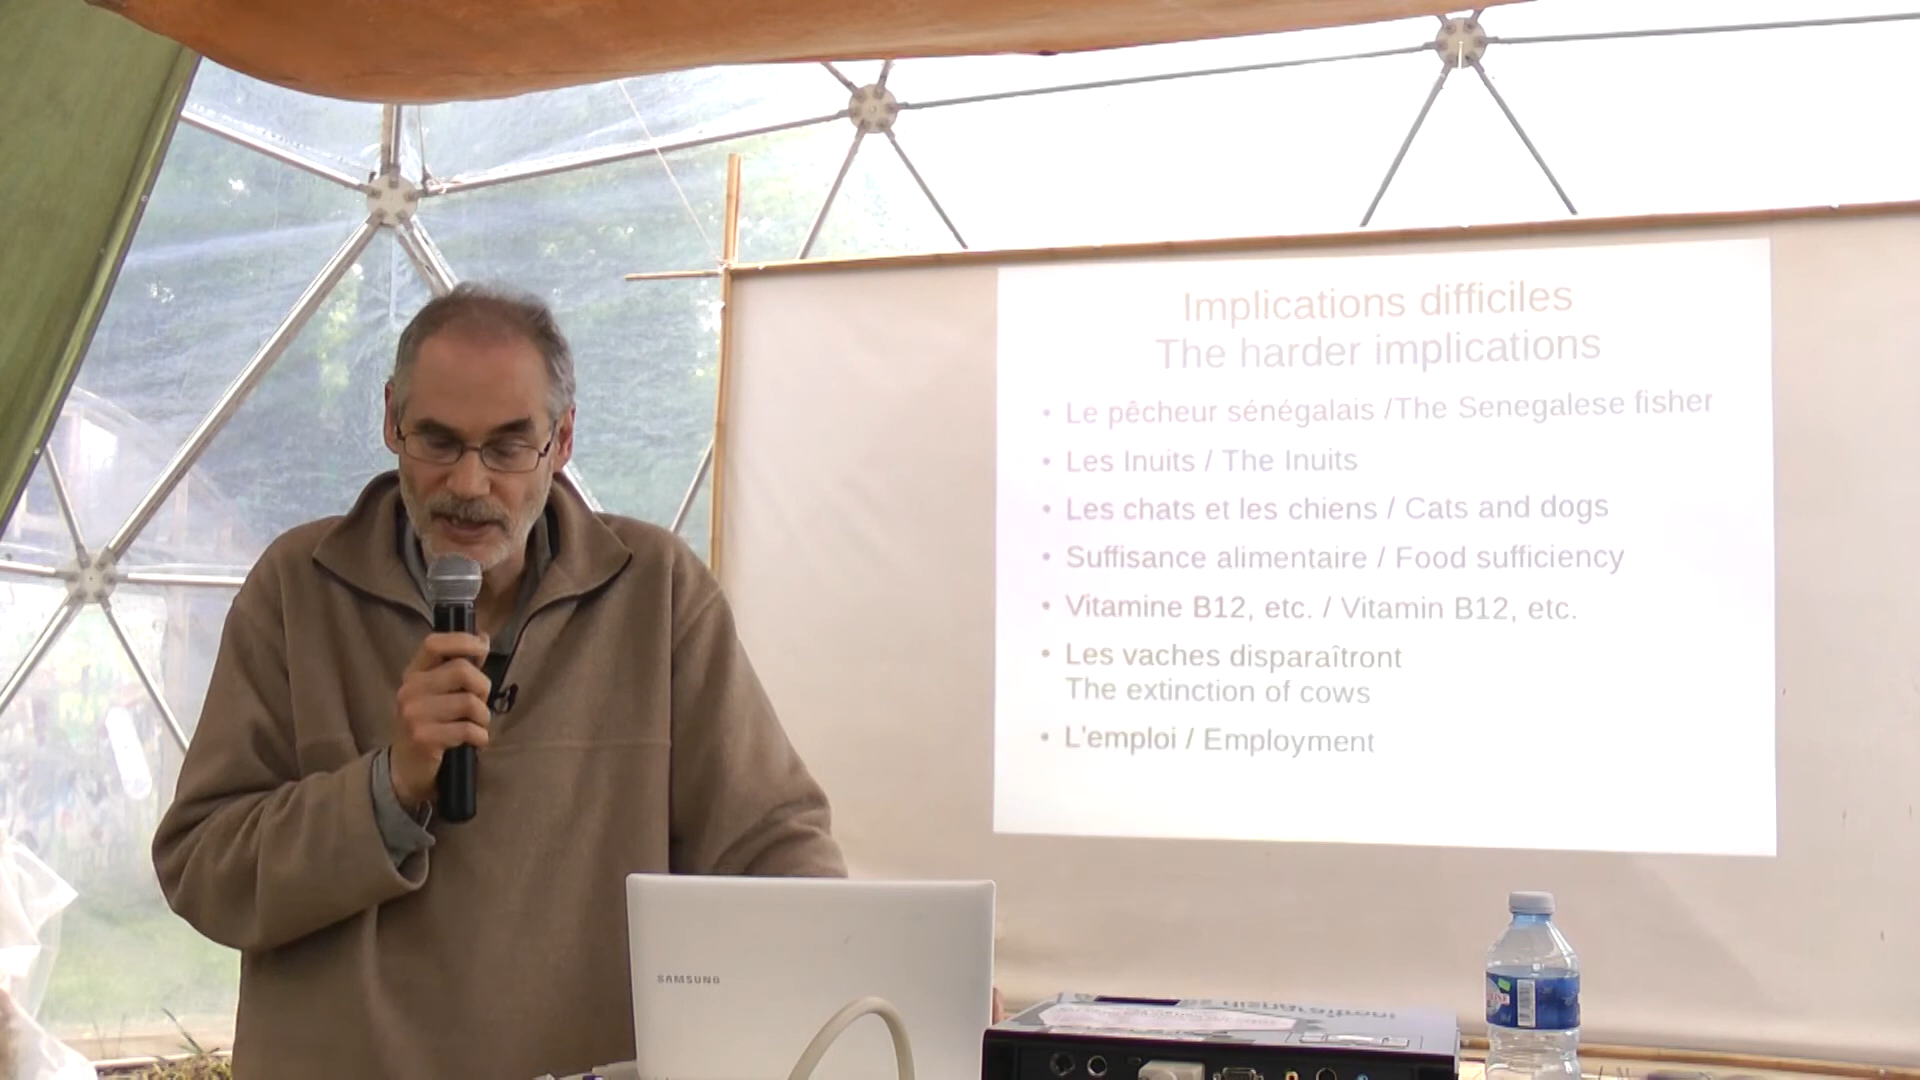 Implications difficiles
The harder implications
• Le pêcheur sénégalais /The Senegalese fisher
• Les Inuits / The Inuits
• Les chats et les chiens / Cats and dogs
• Suffisance alimentaire / Food sufficiency
• Vitamine B12, etc. / Vitamin B12, etc.
• Les vaches disparaîtront
The extinction of cows
• L'emploi / Employment
SAMSUNG